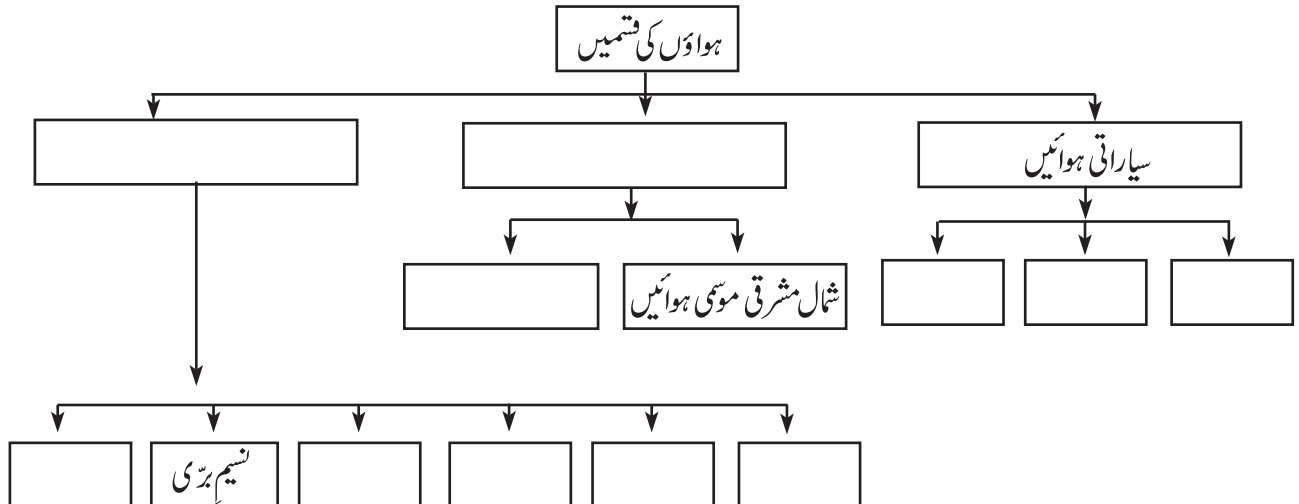 ہواؤں کی قسمیں
سیاراتی ہوائیں
شمال مشرقی موسمی ہوائیں
نسیمِ برّی